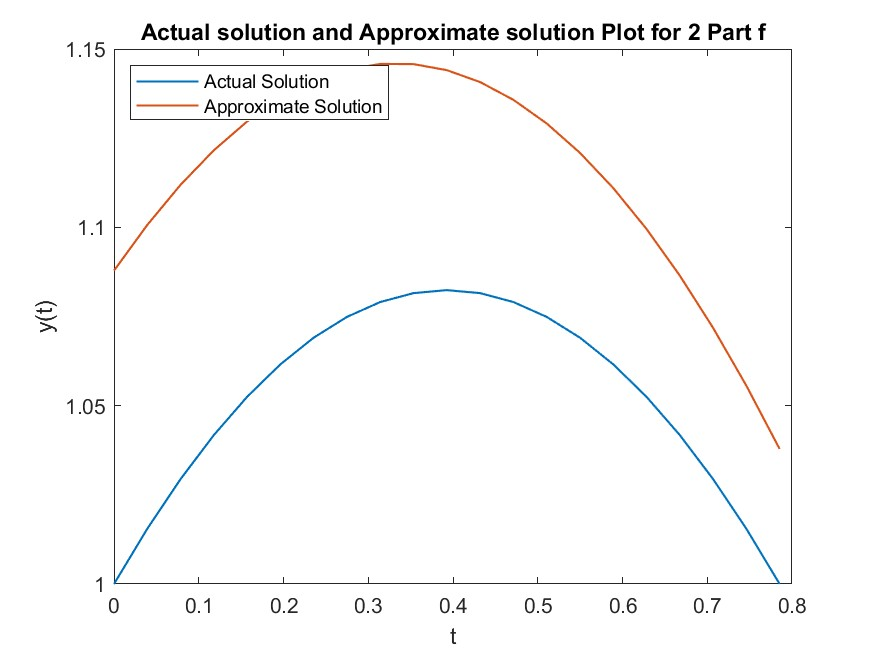 Actual solution and Approximate solution Plot for 2 Part f
1.15
Actual Solution
Approximate Solution
1.1
y(t)
1.05
1
0 0.1 0.2 0.3 0.4 0.5 0.6 0.7 0.8
t